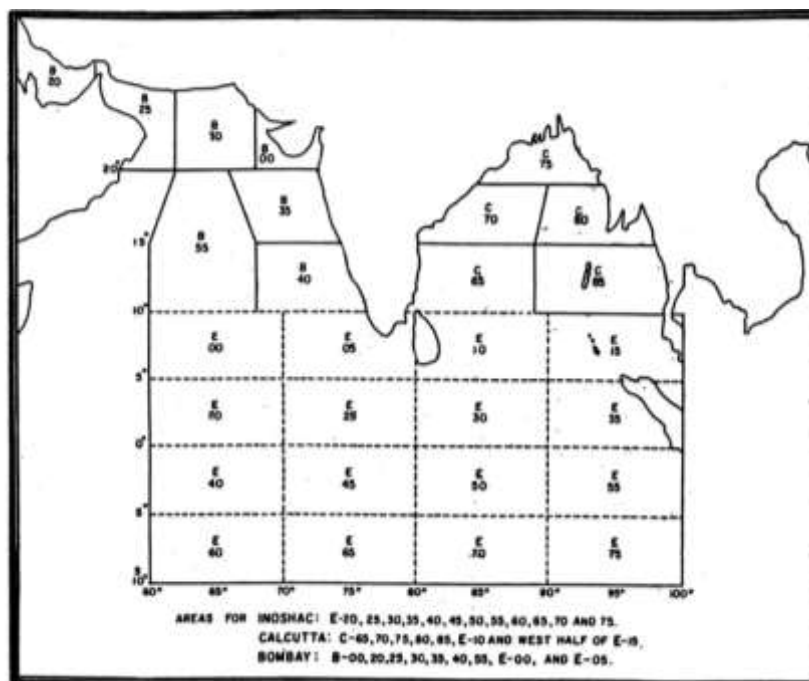 B
20
B
25
B
30
B
00
C
75
20°
B
35
C
70
C
80
15°
B
55
B
40
C
65
C
85
10°
E
00
E
05
E
10
E
15
5°
E
20
E
25
E
30
E
35
0°
E
40
E
45
E
50
E
55
5°
E
60
E
65
E
70
E
75
S
10°
60° 70° 80° 85° 90° 95° 100°
AREAS FOR INOSHAC: E-20, 25, 30, 35, 40, 45, 50, 55, 60, 65, 70 AND 75.
CALCUTTA: C-65, 70, 75, 80, 85, E-10 AND WEST HALF OF E-15,
BOMBAY: B-00, 20, 25, 30, 35, 40, 55, E-00, AND E-05.